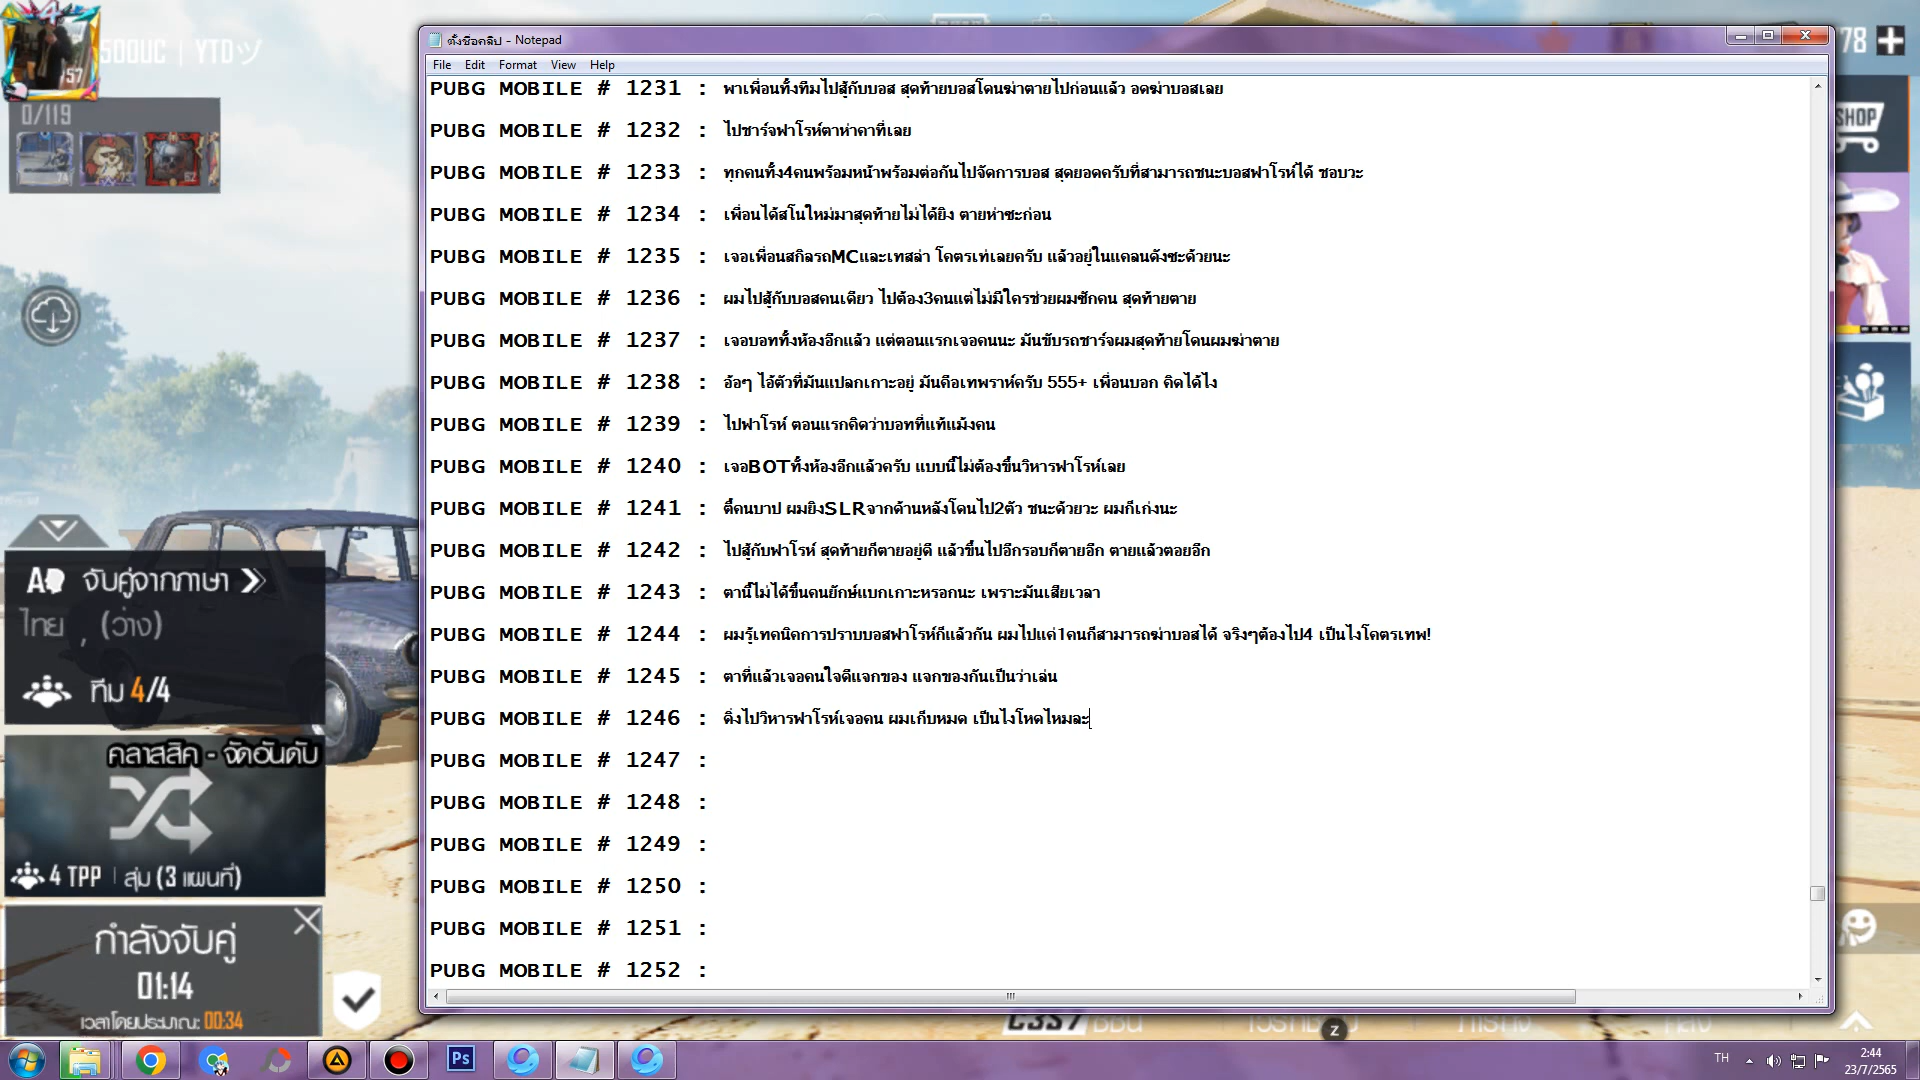 500UC | YTDヅ
57
0/119
74
73
62
78
SHOP
ตั้งชื่อคลิป - Notepad
File Edit Format View Help
PUBG MOBILE # 1231 : พาเพื่อนทั้งทีมไปสู้กับบอส สุดท้ายบอสโดนฆ่าตายไปก่อนแล้ว อดฆ่าบอสเลย
PUBG MOBILE # 1232 : ไปชาร์จฟาโรห์ตาห่าคาที่เลย
PUBG MOBILE # 1233 : ทุกคนทั้ง4คนพร้อมหน้าพร้อมต่อกันไปจัดการบอส สุดยอดครับที่สามารถชนะบอสฟาโรห์ได้ ชอบวะ
PUBG MOBILE # 1234 : เพื่อนได้สโนใหม่มาสุดท้ายไม่ได้ยิง ตายห่าซะก่อน
PUBG MOBILE # 1235 : เจอเพื่อนสกิลรถMCและเทสล่า โคตรเท่เลยครับ แล้วอยู่ในแคลนดังซะด้วยนะ
PUBG MOBILE # 1236 : ผมไปสู้กับบอสคนเดียว ไปต้อง3คนแต่ไม่มีใครช่วยผมซักคน สุดท้ายตาย
PUBG MOBILE # 1237 : เจอบอททั้งห้องอีกแล้ว แต่ตอนแรกเจอคนนะ มันขับรถชาร์จผมสุดท้ายโดนผมฆ่าตาย
PUBG MOBILE # 1238 : อ้อๆ ไอ้ตัวที่มันแปลกเกาะอยู่ มันคือเทพราห์ครับ 555+ เพื่อนบอก คิดได้ไง
PUBG MOBILE # 1239 : ไปฟาโรห์ ตอนแรกคิดว่าบอทที่แท้แม้งคน
PUBG MOBILE # 1240 : เจอBOTทั้งห้องอีกแล้วครับ แบบนี้ไม่ต้องขึ้นวิหารฟาโรห์เลย
PUBG MOBILE # 1241 : ตี้คนบาป ผมยิงSLRจากด้านหลังโดนไป2ตัว ชนะด้วยวะ ผมก็เก่งนะ
PUBG MOBILE # 1242 : ไปสู้กับฟาโรห์ สุดท้ายก็ตายอยู่ดี แล้วขึ้นไปอีกรอบก็ตายอีก ตายแล้วตอยอีก
PUBG MOBILE # 1243 : ตานี้ไม่ได้ขึ้นคนยักษ์แบกเกาะหรอกนะ เพราะมันเสียเวลา
PUBG MOBILE # 1244 : ผมรู้เทคนิคการปราบบอสฟาโรห์ก็แล้วกัน ผมไปแค่1คนก็สามารถฆ่าบอสได้ จริงๆต้องไป4 เป็นไงโคตรเทพ!
PUBG MOBILE # 1245 : ตาที่แล้วเจอคนใจดีแจกของ แจกของกันเป็นว่าเล่น
PUBG MOBILE # 1246 : ดิ่งไปวิหารฟาโรห์เจอคน ผมเก็บหมด เป็นไงโหดไหมละ
PUBG MOBILE # 1247 :
PUBG MOBILE # 1248 :
PUBG MOBILE # 1249 :
PUBG MOBILE # 1250 :
PUBG MOBILE # 1251 :
PUBG MOBILE # 1252 :
จับคู่จากภาษา
ไทย , (ว่าง)
ทีม 4/4
คลาสสิค - จัดอันดับ
4 TPP | สุ่ม (3 แผนที่)
กำลังจับคู่
01:14
เวลาโดยประมาณ: 00:34
C3S7
Z
Ps
TH
2:44
23/7/2565